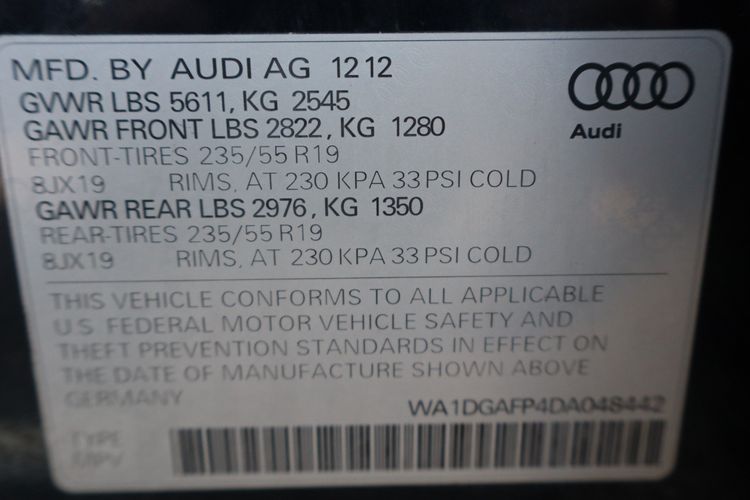 MFD. BY AUDI AG 12 12
GVWR LBS 5611, KG 2545
GAWR FRONT LBS 2822, KG 1280
FRONT-TIRES 235/55 R19
8JX19 RIMS, AT 230 KPA 33 PSI COLD
GAWR REAR LBS 2976, KG 1350
REAR-TIRES 235/55 R19
8JX19 RIMS, AT 230 KPA 33 PSI COLD
Audi
THIS VEHICLE CONFORMS TO ALL APPLICABLE
U.S. FEDERAL MOTOR VEHICLE SAFETY AND
THEFT PREVENTION STANDARDS IN EFFECT ON
THE DATE OF MANUFACTURE SHOWN ABOVE
GERMANY
WA1DGAFP4DA048442
TYPE
MPV